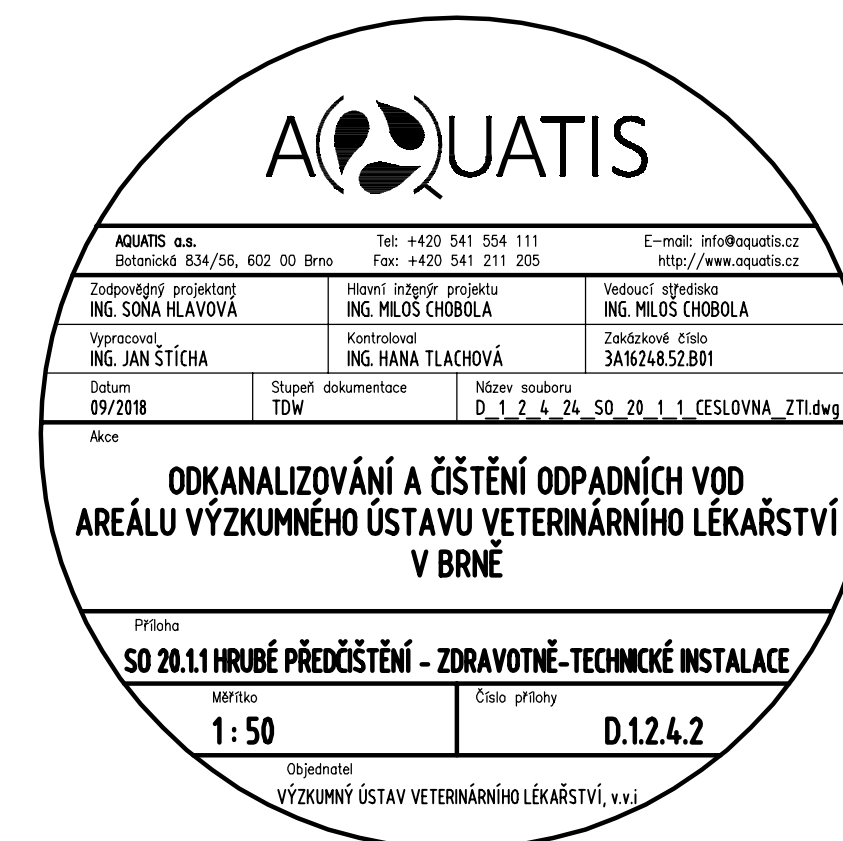 AQUATIS
AQUATIS a.s. Tel: +420 541 554 111 E-mail: info@aquatis.cz
Botanická 834/56, 602 00 Brno Fax: +420 541 211 205 http://www.aquatis.cz
Zodpovědný projektant Hlavní inženýr projektu Vedoucí střediska
ING. SOŇA HLAVOVÁ ING. MILOŠ CHOBOLA ING. MILOŠ CHOBOLA
Vypracoval Kontroloval Zakázkové číslo
ING. JAN ŠTÍCHA ING. HANA TLACHOVÁ 3A16248.52.B01
Datum Stupeň dokumentace Název souboru
09/2018 TDW D_1_2_4_24_SO_20_1_1_CESLOVNA_ZTI.dwg
Akce
ODKANALIZOVÁNÍ A ČIŠTĚNÍ ODPADNÍCH VOD
AREÁLU VÝZKUMNÉHO ÚSTAVU VETERINÁRNÍHO LÉKAŘSTVÍ
V BRNĚ
Příloha
SO 20.1.1 HRUBÉ PŘEDČIŠTĚNÍ - ZDRAVOTNĚ-TECHNICKÉ INSTALACE
Měřítko Číslo přílohy
1 : 50 D.1.2.4.2
Objednatel
VÝZKUMNÝ ÚSTAV VETERINÁRNÍHO LÉKAŘSTVÍ, v.v.i